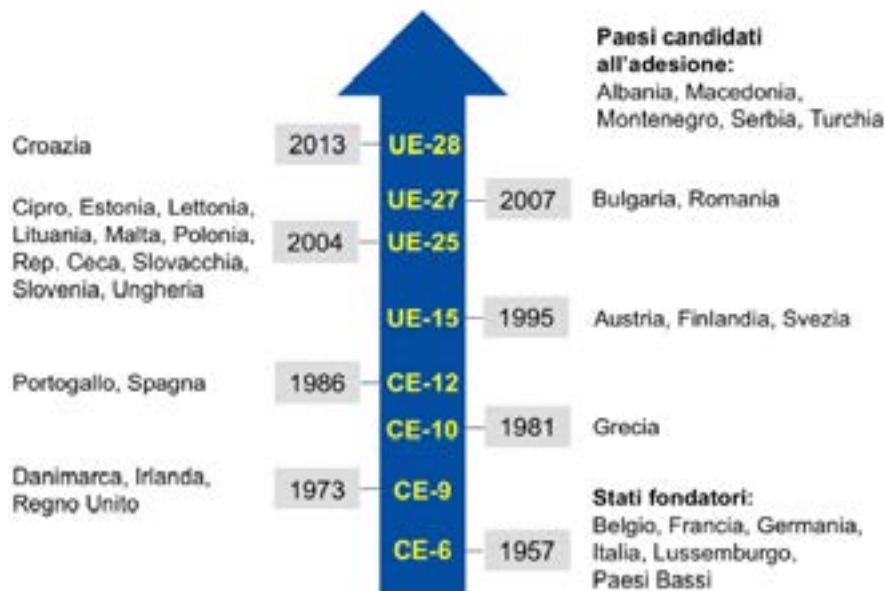 Paesi candidati
all'adesione:
Albania, Macedonia,
Montenegro, Serbia, Turchia
Croazia
2013
UE-28
UE-27
2007
Bulgaria, Romania
Cipro, Estonia, Lettonia,
Lituania, Malta, Polonia,
Rep. Ceca, Slovacchia,
Slovenia, Ungheria
2004
UE-25
UE-15
1995
Austria, Finlandia, Svezia
Portogallo, Spagna
1986
CE-12
CE-10
1981
Grecia
Danimarca, Irlanda,
Regno Unito
1973
CE-9
CE-6
1957
Stati fondatori:
Belgio, Francia, Germania,
Italia, Lussemburgo,
Paesi Bassi